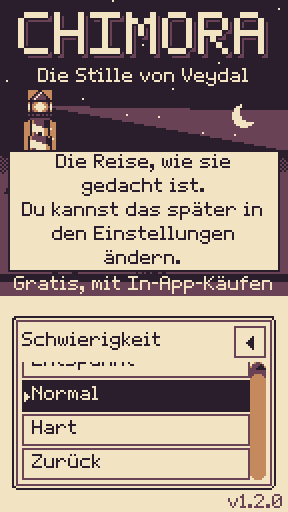 CHIMORA
Die Stille von Veydal
Die Reise, wie sie
gedacht ist.
Du kannst das später in
den Einstellungen
ändern.
Gratis, mit In-App-Käufen
Schwierigkeit
Normal
Hart
Zurück
v1.2.0